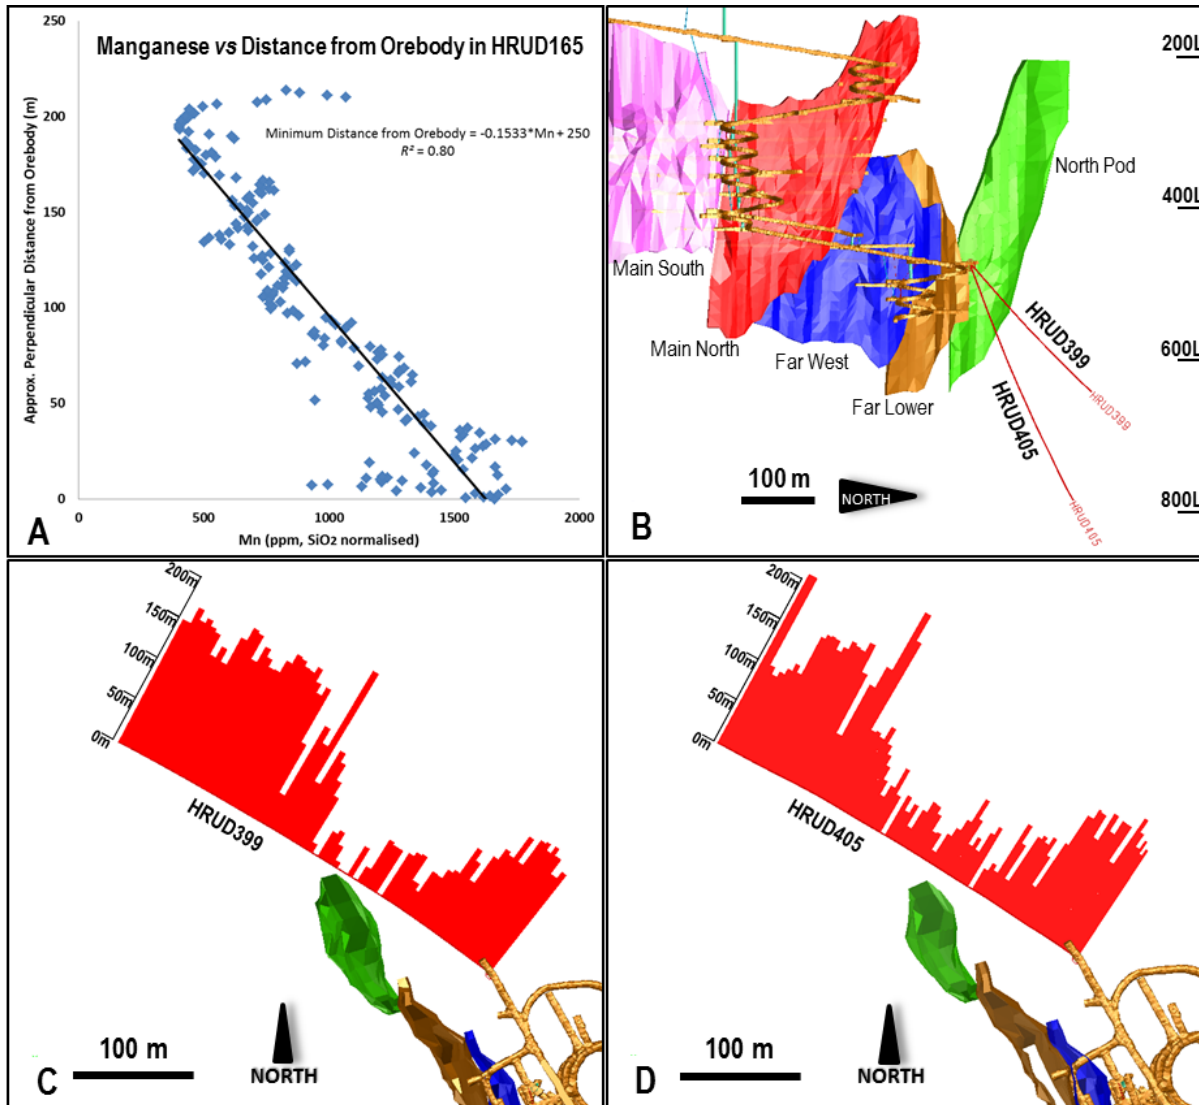 Manganese vs Distance from Orebody in HRUD165
Approx. Perpendicular Distance from Orebody (m)
250
200
150
100
50
0
Minimum Distance from Orebody = -0.1533*Mn + 250
R² = 0.80
0
500
1000
1500
2000
Mn (ppm, SiO2 normalised)
A
200L
400L
600L
800L
North Pod
Main South
Main North
Far West
Far Lower
HRUD399
HRUD399
HRUD405
HRUD405
100 m
NORTH
B
200m
150m
100m
50m
0m
HRUD399
100 m
NORTH
C
200m
150m
100m
50m
0m
HRUD405
100 m
NORTH
D